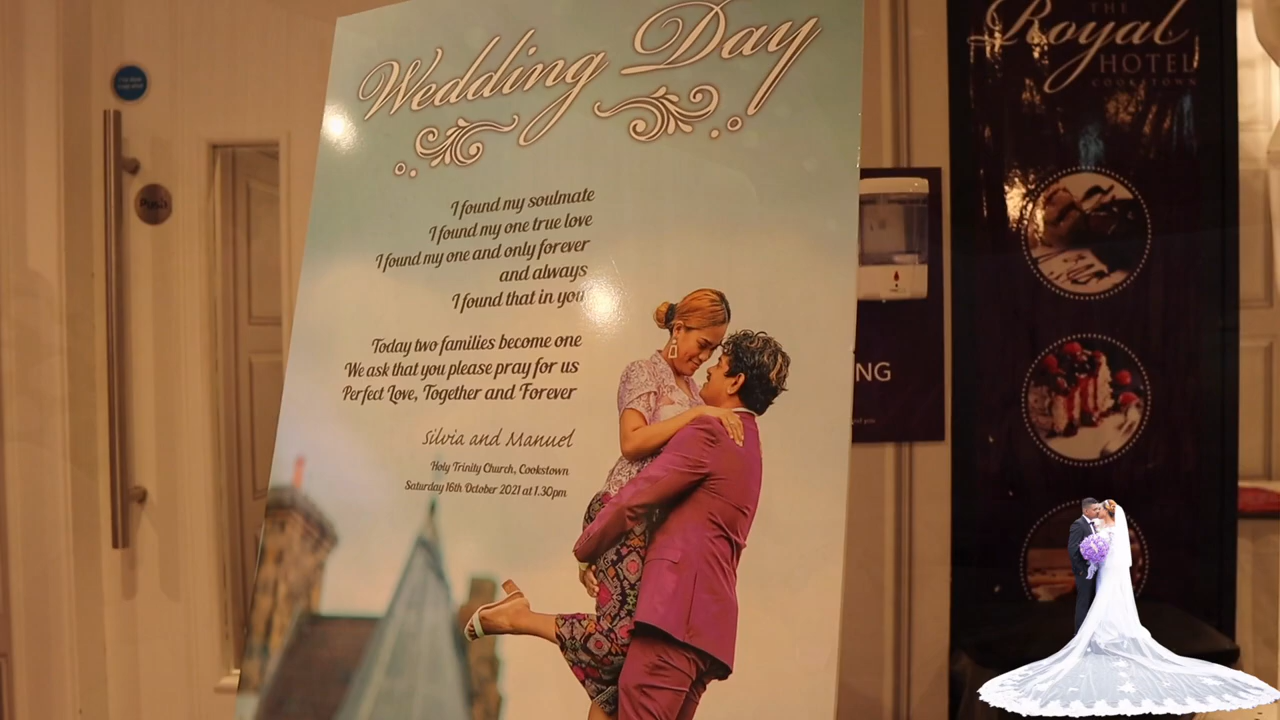 Wedding Day
I found my soulmate
I found my one true love
I found my one and only forever
and always
I found that in you
Today two families become one
We ask that you please pray for us
Perfect Love, Together and Forever
Silvia and Manuel
Holy Trinity Church, Cookstown
Saturday 16th October 2021 at 1.30pm
THE
Royal
HOTEL
COOKSTOWN
NG